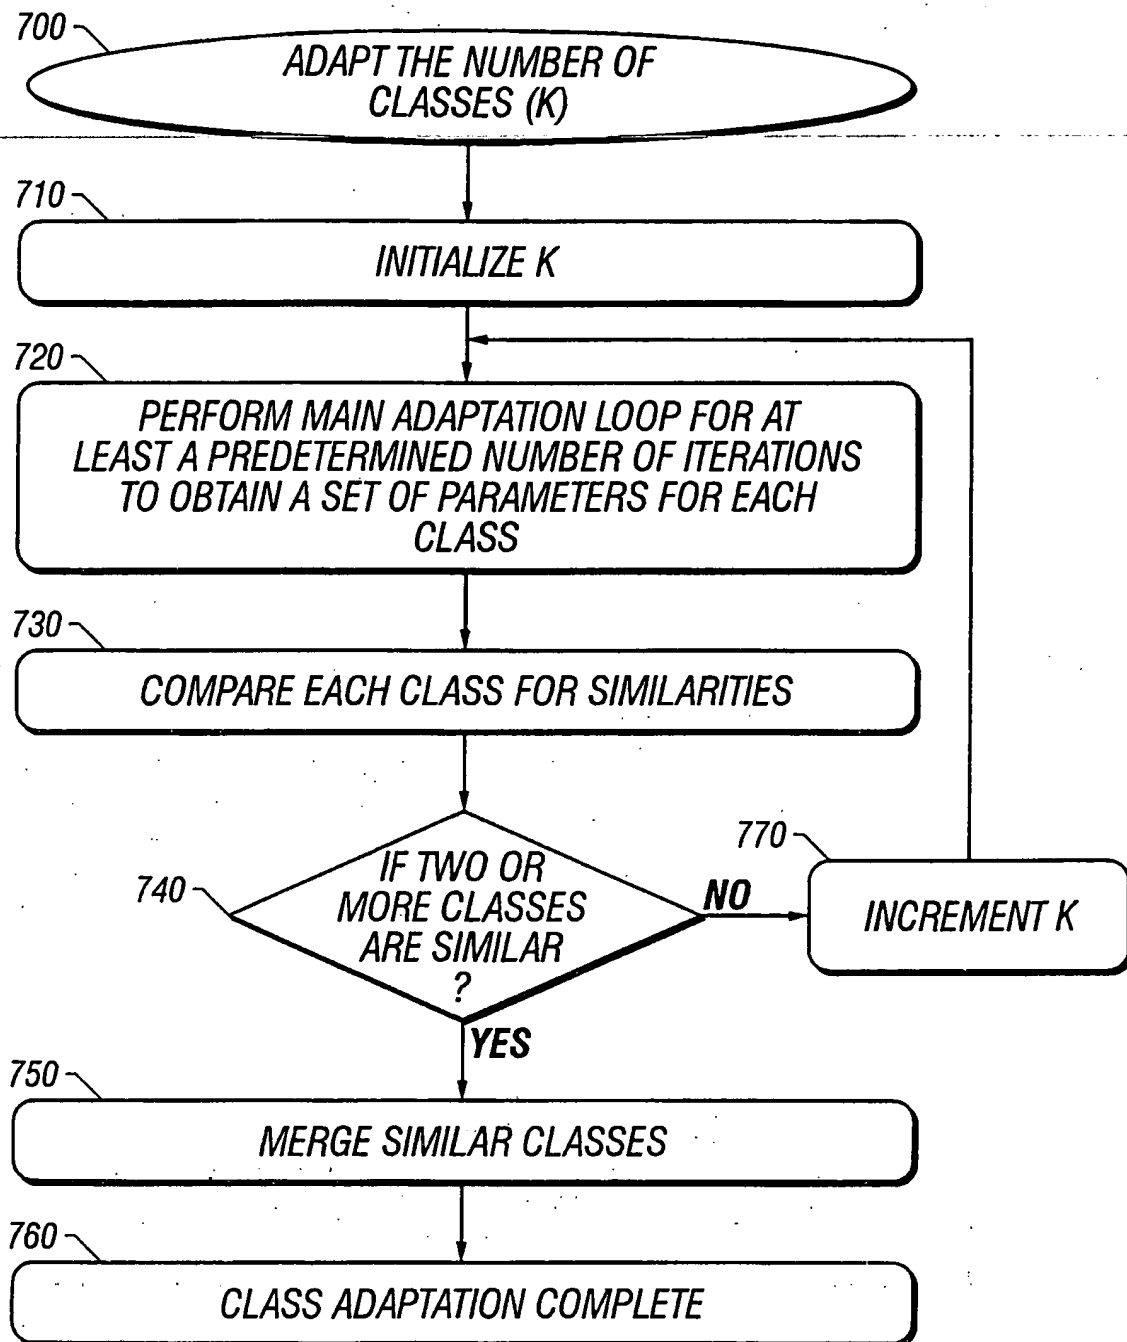 700
ADAPT THE NUMBER OF
CLASSES (K)
710
INITIALIZE K
720
PERFORM MAIN ADAPTATION LOOP FOR AT
LEAST A PREDETERMINED NUMBER OF ITERATIONS
TO OBTAIN A SET OF PARAMETERS FOR EACH
CLASS
730
COMPARE EACH CLASS FOR SIMILARITIES
740
IF TWO OR
MORE CLASSES
ARE SIMILAR
?
NO
770
INCREMENT K
YES
750
MERGE SIMILAR CLASSES
760
CLASS ADAPTATION COMPLETE